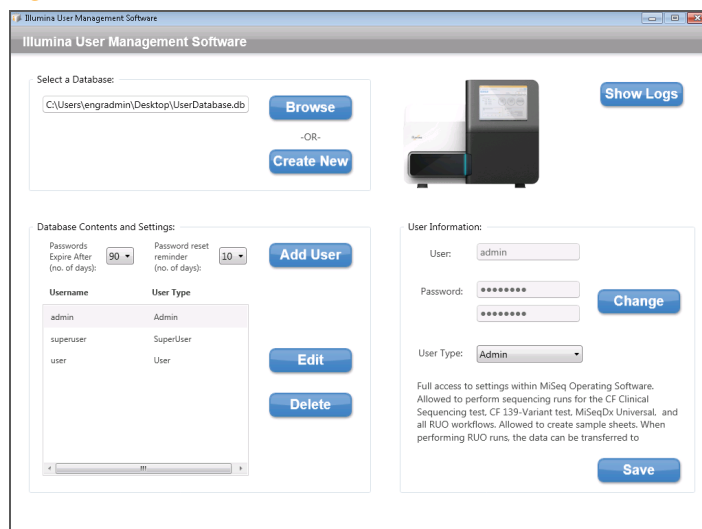 Illumina User Management Software
Illumina User Management Software
Select a Database:
C:\Users\engradmin\Desktop\UserDatabase.db
Browse
-OR-
Create New
Show Logs
Database Contents and Settings:
Passwords
Expire After
(no. of days):
90
Password reset
reminder
(no. of days):
10
Add User
Username User Type
admin Admin
superuser SuperUser
user User
Edit
Delete
User Information:
User: admin
Password: ●●●●●●●●
●●●●●●●●
Change
User Type: Admin
Full access to settings within MiSeq Operating Software.
Allowed to perform sequencing runs for the CF Clinical
Sequencing test, CF 139-Variant test, MiSeqDx Universal, and
all RUO workflows. Allowed to create sample sheets. When
performing RUO runs, the data can be transferred to
Save